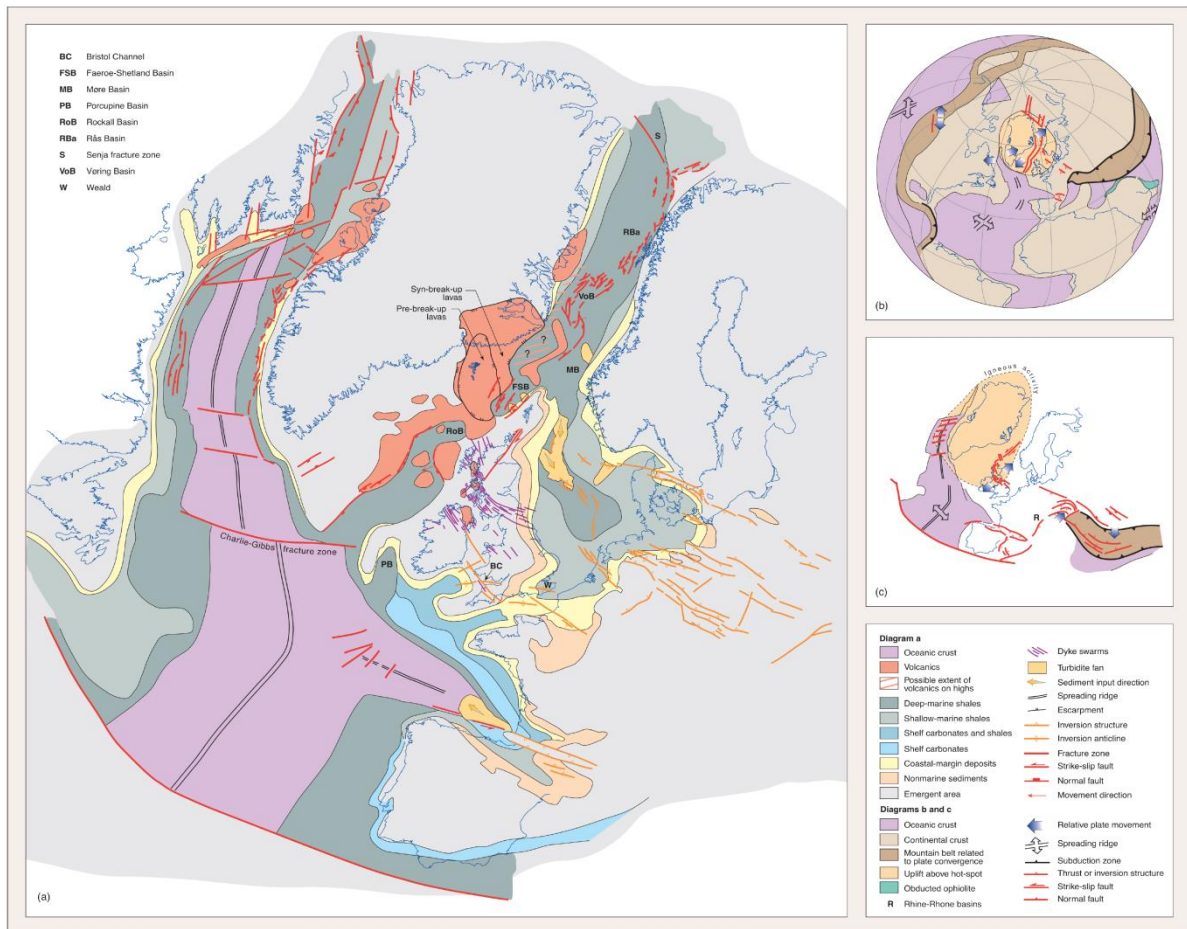 BC Bristol Channel
FSB Faeroe-Shetland Basin
MB Møre Basin
PB Porcupine Basin
RoB Rockall Basin
RBa Rås Basin
S Senja fracture zone
VoB Vøring Basin
W Weald
S
RBa
Syn-break-up
lavas
Pre-break-up
lavas
VoB
?
?
MB
FSB
RoB
Charlie-Gibbs fracture zone
PB
BC
W
(a)
(b)
Igneous activity
R
(c)
Diagram a
Oceanic crust
Volcanics
Possible extent of
volcanics on highs
Deep-marine shales
Shallow-marine shales
Shelf carbonates and shales
Shelf carbonates
Coastal-margin deposits
Nonmarine sediments
Emergent area
Diagrams b and c
Oceanic crust
Continental crust
Mountain belt related
to plate convergence
Uplift above hot-spot
Obducted ophiolite
R Rhine-Rhone basins
Dyke swarms
Turbidite fan
Sediment input direction
Spreading ridge
Escarpment
Inversion structure
Inversion anticline
Fracture zone
Strike-slip fault
Normal fault
Movement direction
Relative plate movement
Spreading ridge
Subduction zone
Thrust or inversion structure
Strike-slip fault
Normal fault